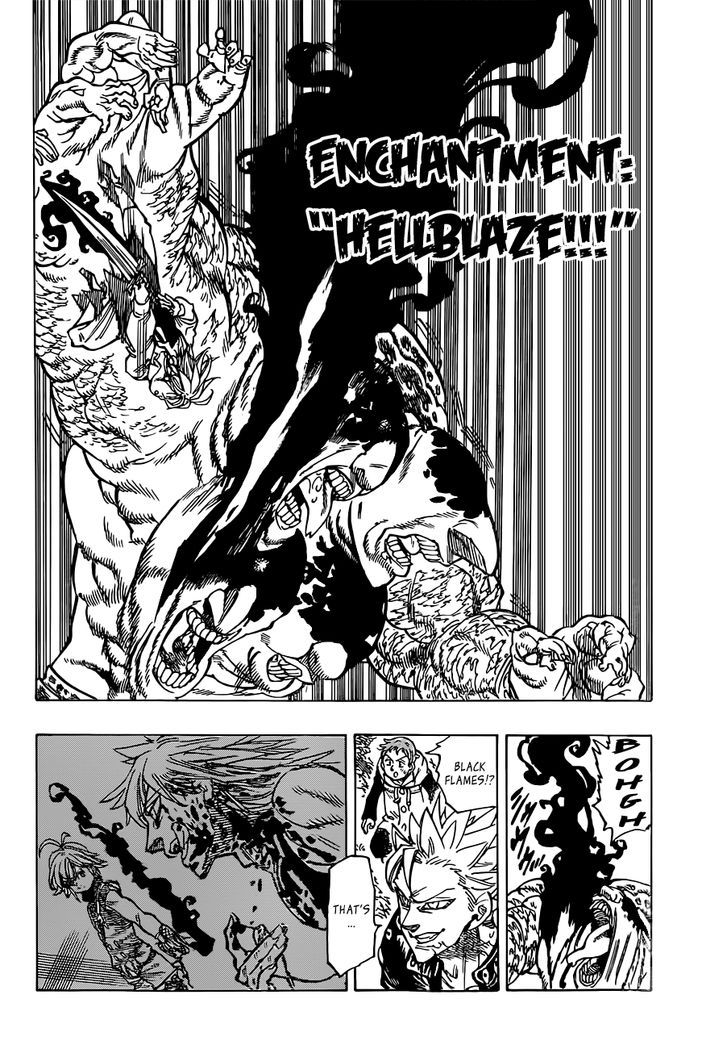 ENCHANTMENT:
"HELLBLAZE!!!"
BOHGH
BLACK
FLAMES!?
THAT'S
...